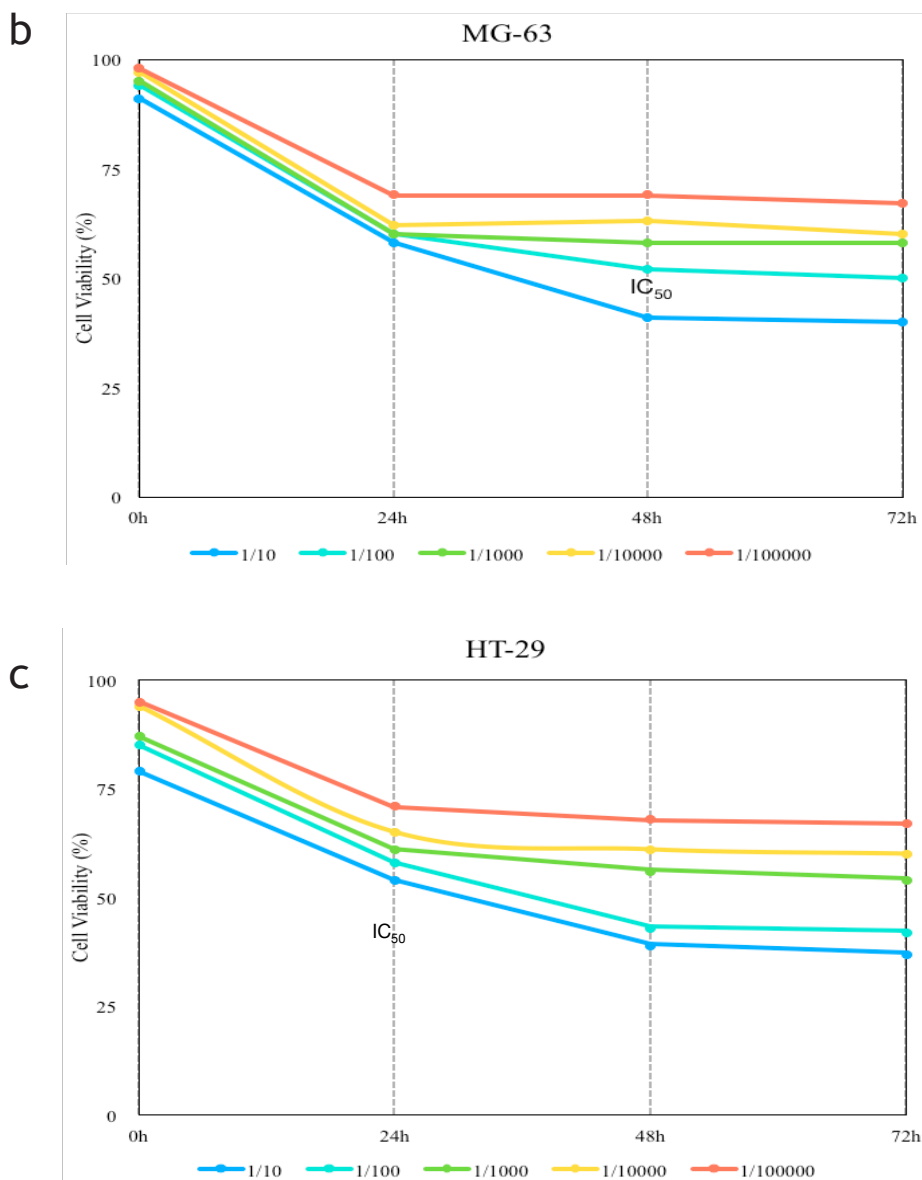 b
MG-63
100
75
50
25
0
Cell Viability (%)
IC50
0h 24h 48h 72h
1/10 1/100 1/1000 1/10000 1/100000
c
HT-29
100
75
50
25
0
Cell Viability (%)
IC50
0h 24h 48h 72h
1/10 1/100 1/1000 1/10000 1/100000